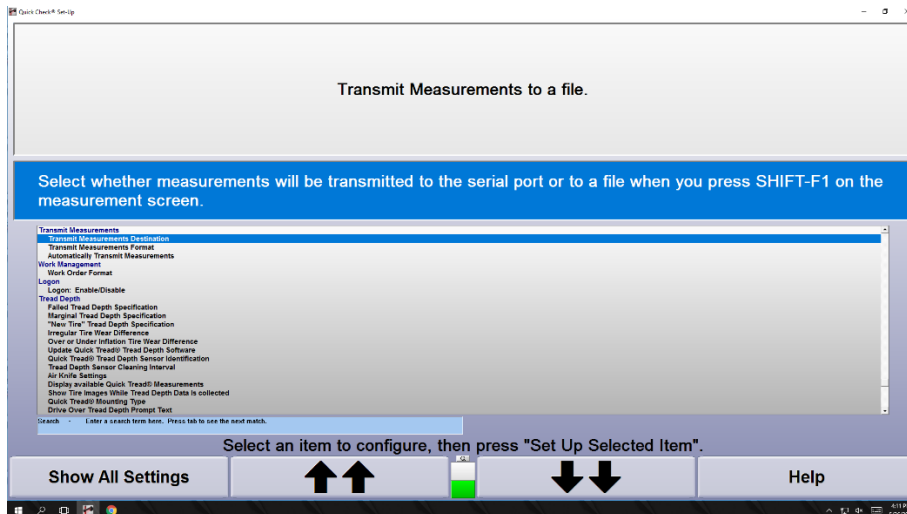 Quick Check® Set-Up
Transmit Measurements to a file.
Select whether measurements will be transmitted to the serial port or to a file when you press SHIFT-F1 on the
measurement screen.
Transmit Measurements
Transmit Measurements Destination
Transmit Measurements Format
Automatically Transmit Measurements
Work Management
Work Order Format
Logon
Logon: Enable/Disable
Tread Depth
Failed Tread Depth Specification
Marginal Tread Depth Specification
"New Tire" Tread Depth Specification
Irregular Tire Wear Difference
Over or Under Inflation Tire Wear Difference
Update Quick Tread® Tread Depth Software
Quick Tread® Tread Depth Sensor Identification
Tread Depth Sensor Cleaning Interval
Air Knife Settings
Display available Quick Tread® Measurements
Show Tire Images While Tread Depth Data is collected
Quick Tread® Mounting Type
Drive Over Tread Depth Prompt Text
Search - Enter a search term here. Press tab to see the next match.
Select an item to configure, then press "Set Up Selected Item".
Show All Settings
Help